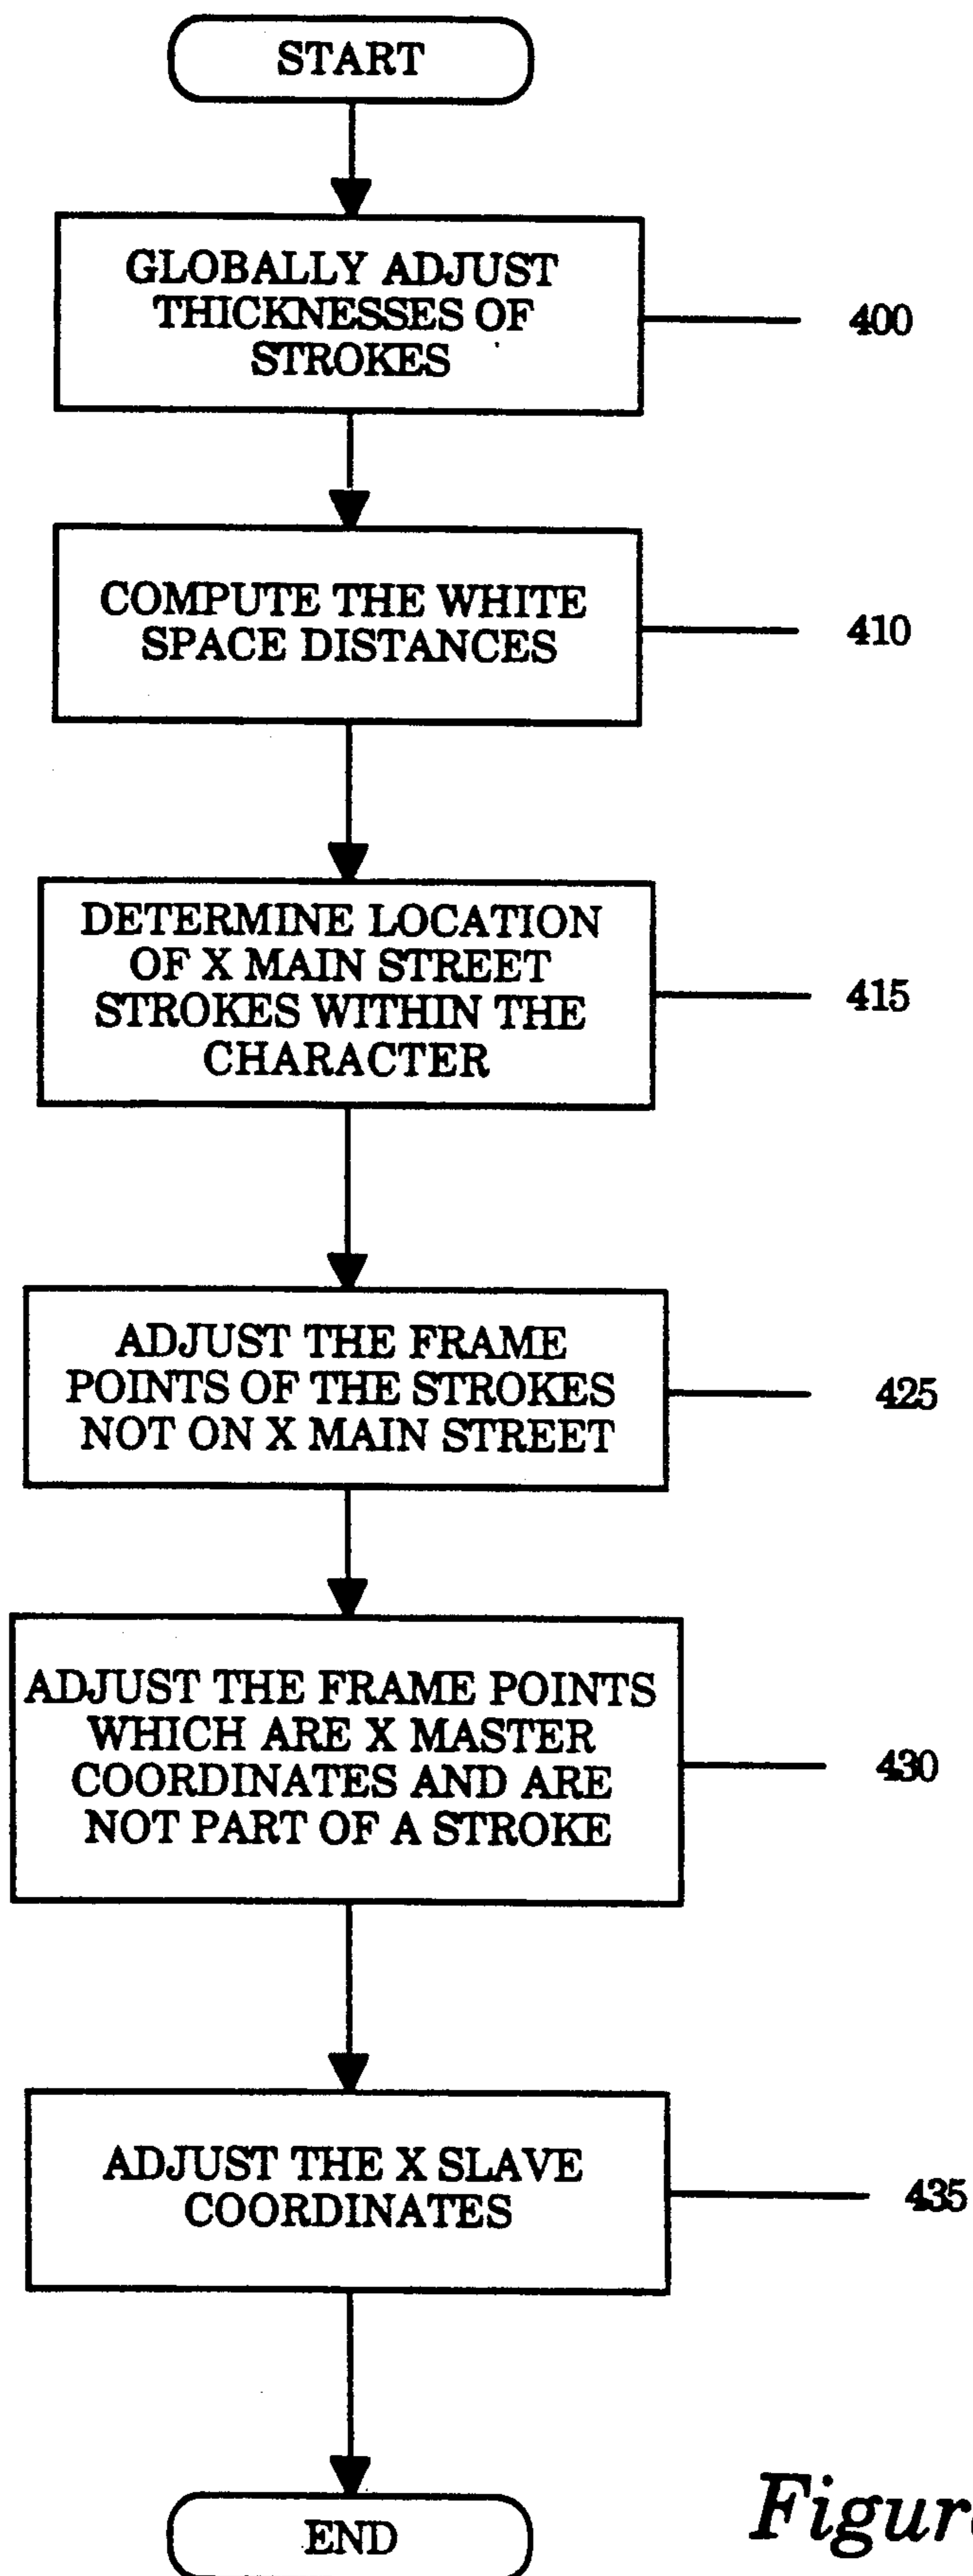 START
GLOBALLY ADJUST
THICKNESSES OF
STROKES
400
COMPUTE THE WHITE
SPACE DISTANCES
410
DETERMINE LOCATION
OF X MAIN STREET
STROKES WITHIN THE
CHARACTER
415
ADJUST THE FRAME
POINTS OF THE STROKES
NOT ON X MAIN STREET
425
ADJUST THE FRAME POINTS
WHICH ARE X MASTER
COORDINATES AND ARE
NOT PART OF A STROKE
430
ADJUST THE X SLAVE
COORDINATES
435
END
Figure